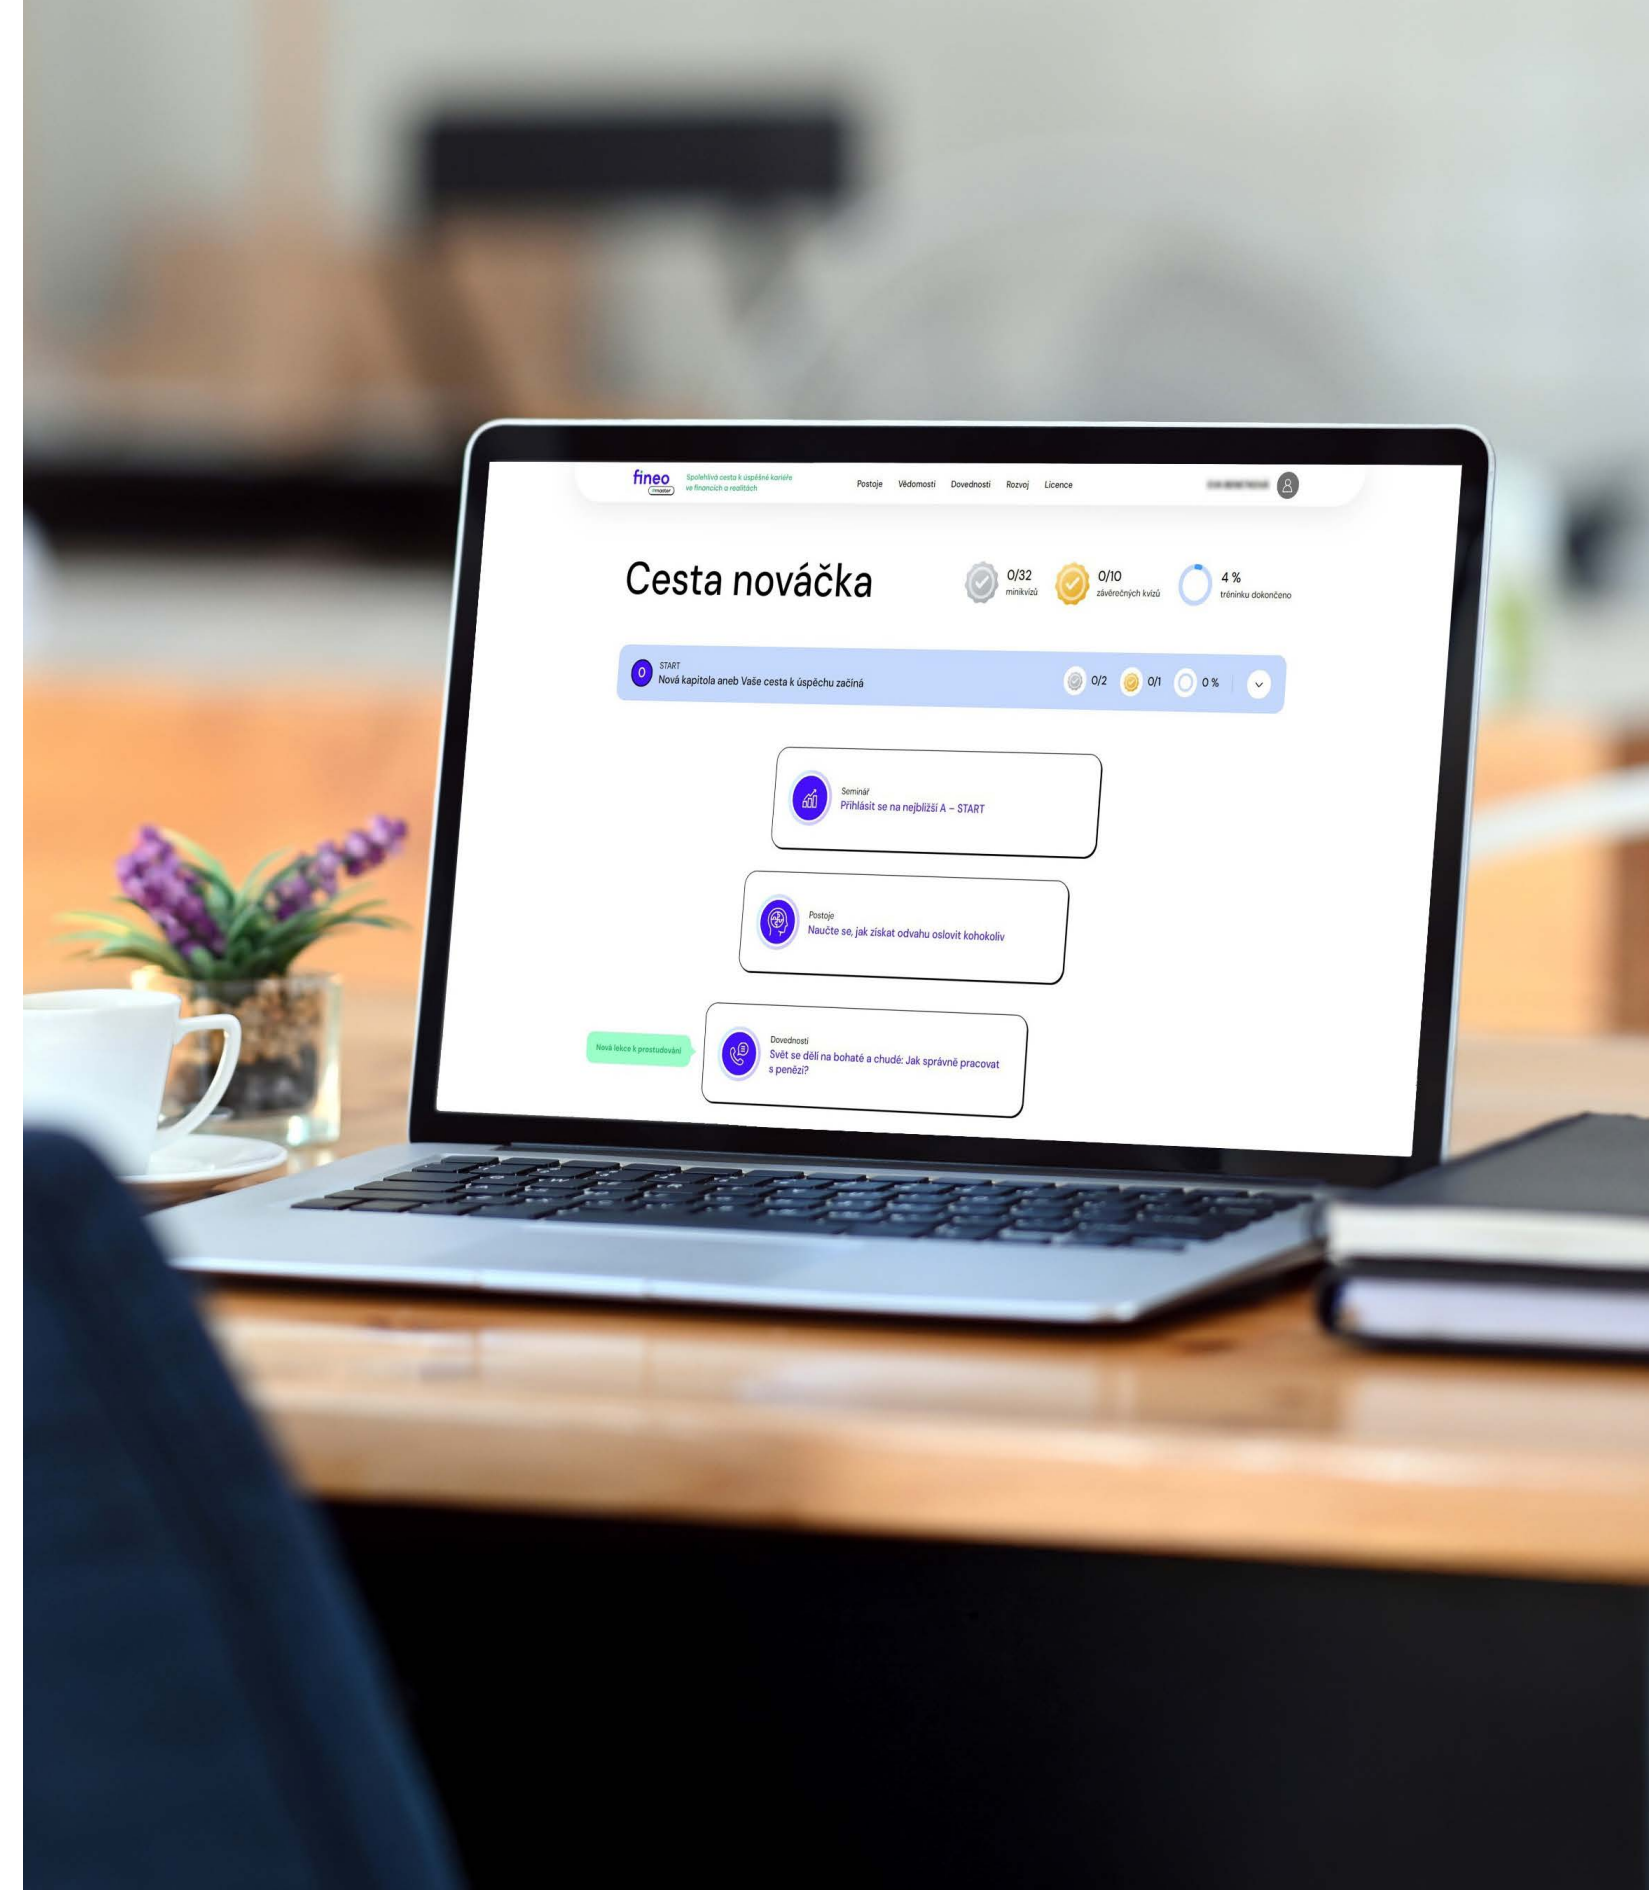 fineo
master
Spolehlivá cesta k úspěšné kariéře
ve financích a realitách
Postoje
Vědomosti
Dovednosti
Rozvoj
Licence
Cesta nováčka
0/32
minikvízů
0/10
závěrečných kvízů
4 %
tréninku dokončeno
0
START
Nová kapitola aneb Vaše cesta k úspěchu začíná
0/2
0/1
0 %
Seminář
Přihlásit se na nejbližší A – START
Postoje
Naučte se, jak získat odvahu oslovit kohokoliv
Nová lekce k prostudování
Dovednosti
Svět se dělí na bohaté a chudé: Jak správně pracovat
s penězi?